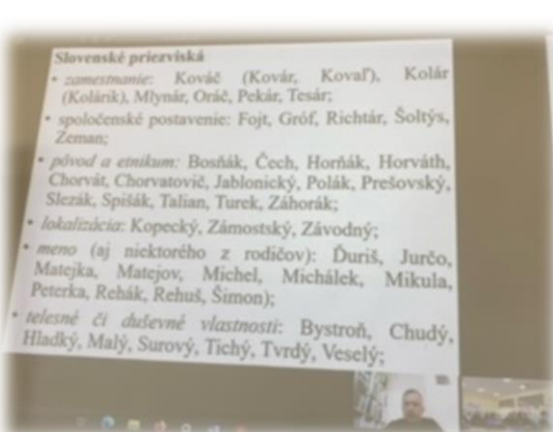 Slovenské priezviská
• zamestnanie: Kováč (Kovár, Kovaľ), Kolár
(Kolárik), Mlynár, Oráč, Pekár, Tesár;
• spoločenské postavenie: Fojt, Gróf, Richtár, Šoltýs,
Zeman;
• pôvod a etnikum: Bosňák, Čech, Horňák, Horváth,
Chorvát, Chorvatovič, Jablonický, Polák, Prešovský,
Slezák, Spišák, Talian, Turek, Záhorák;
• lokalizácia: Kopecký, Zámostský, Závodný;
• meno (aj niektorého z rodičov): Ďuriš, Jurčo,
Matejka, Matejov, Michel, Michálek, Mikula,
Peterka, Rehák, Rehuš, Šimon);
• telesné či duševné vlastnosti: Bystroň, Chudý,
Hladký, Malý, Surový, Tichý, Tvrdý, Veselý;